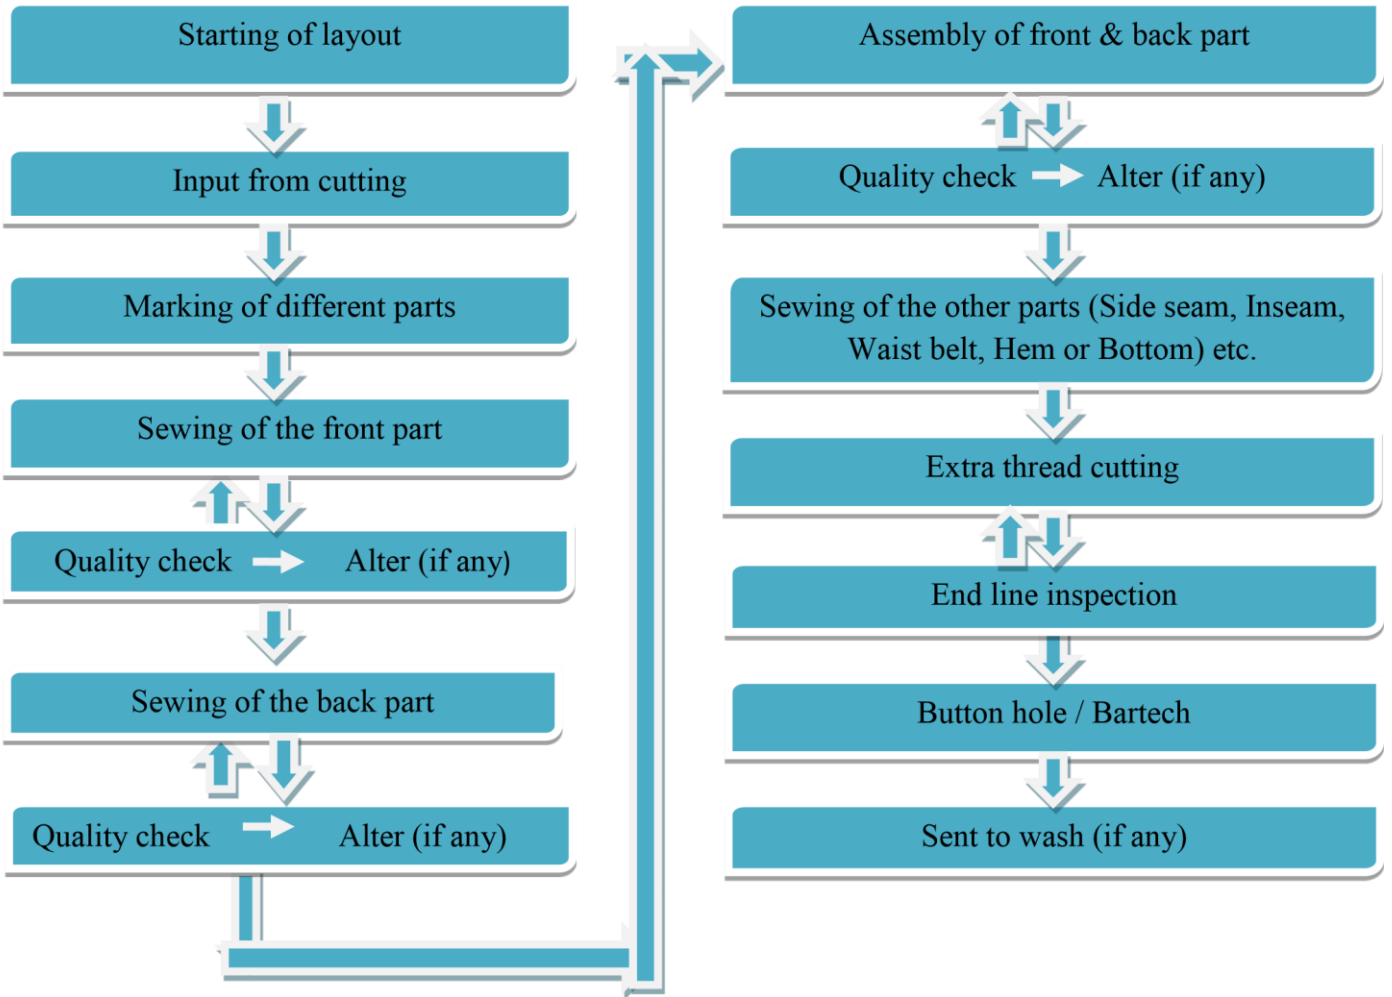 Starting of layout
Input from cutting
Marking of different parts
Sewing of the front part
Quality check Alter (if any)
Sewing of the back part
Quality check Alter (if any)
Assembly of front & back part
Quality check Alter (if any)
Sewing of the other parts (Side seam, Inseam,
Waist belt, Hem or Bottom) etc.
Extra thread cutting
End line inspection
Button hole / Bartech
Sent to wash (if any)